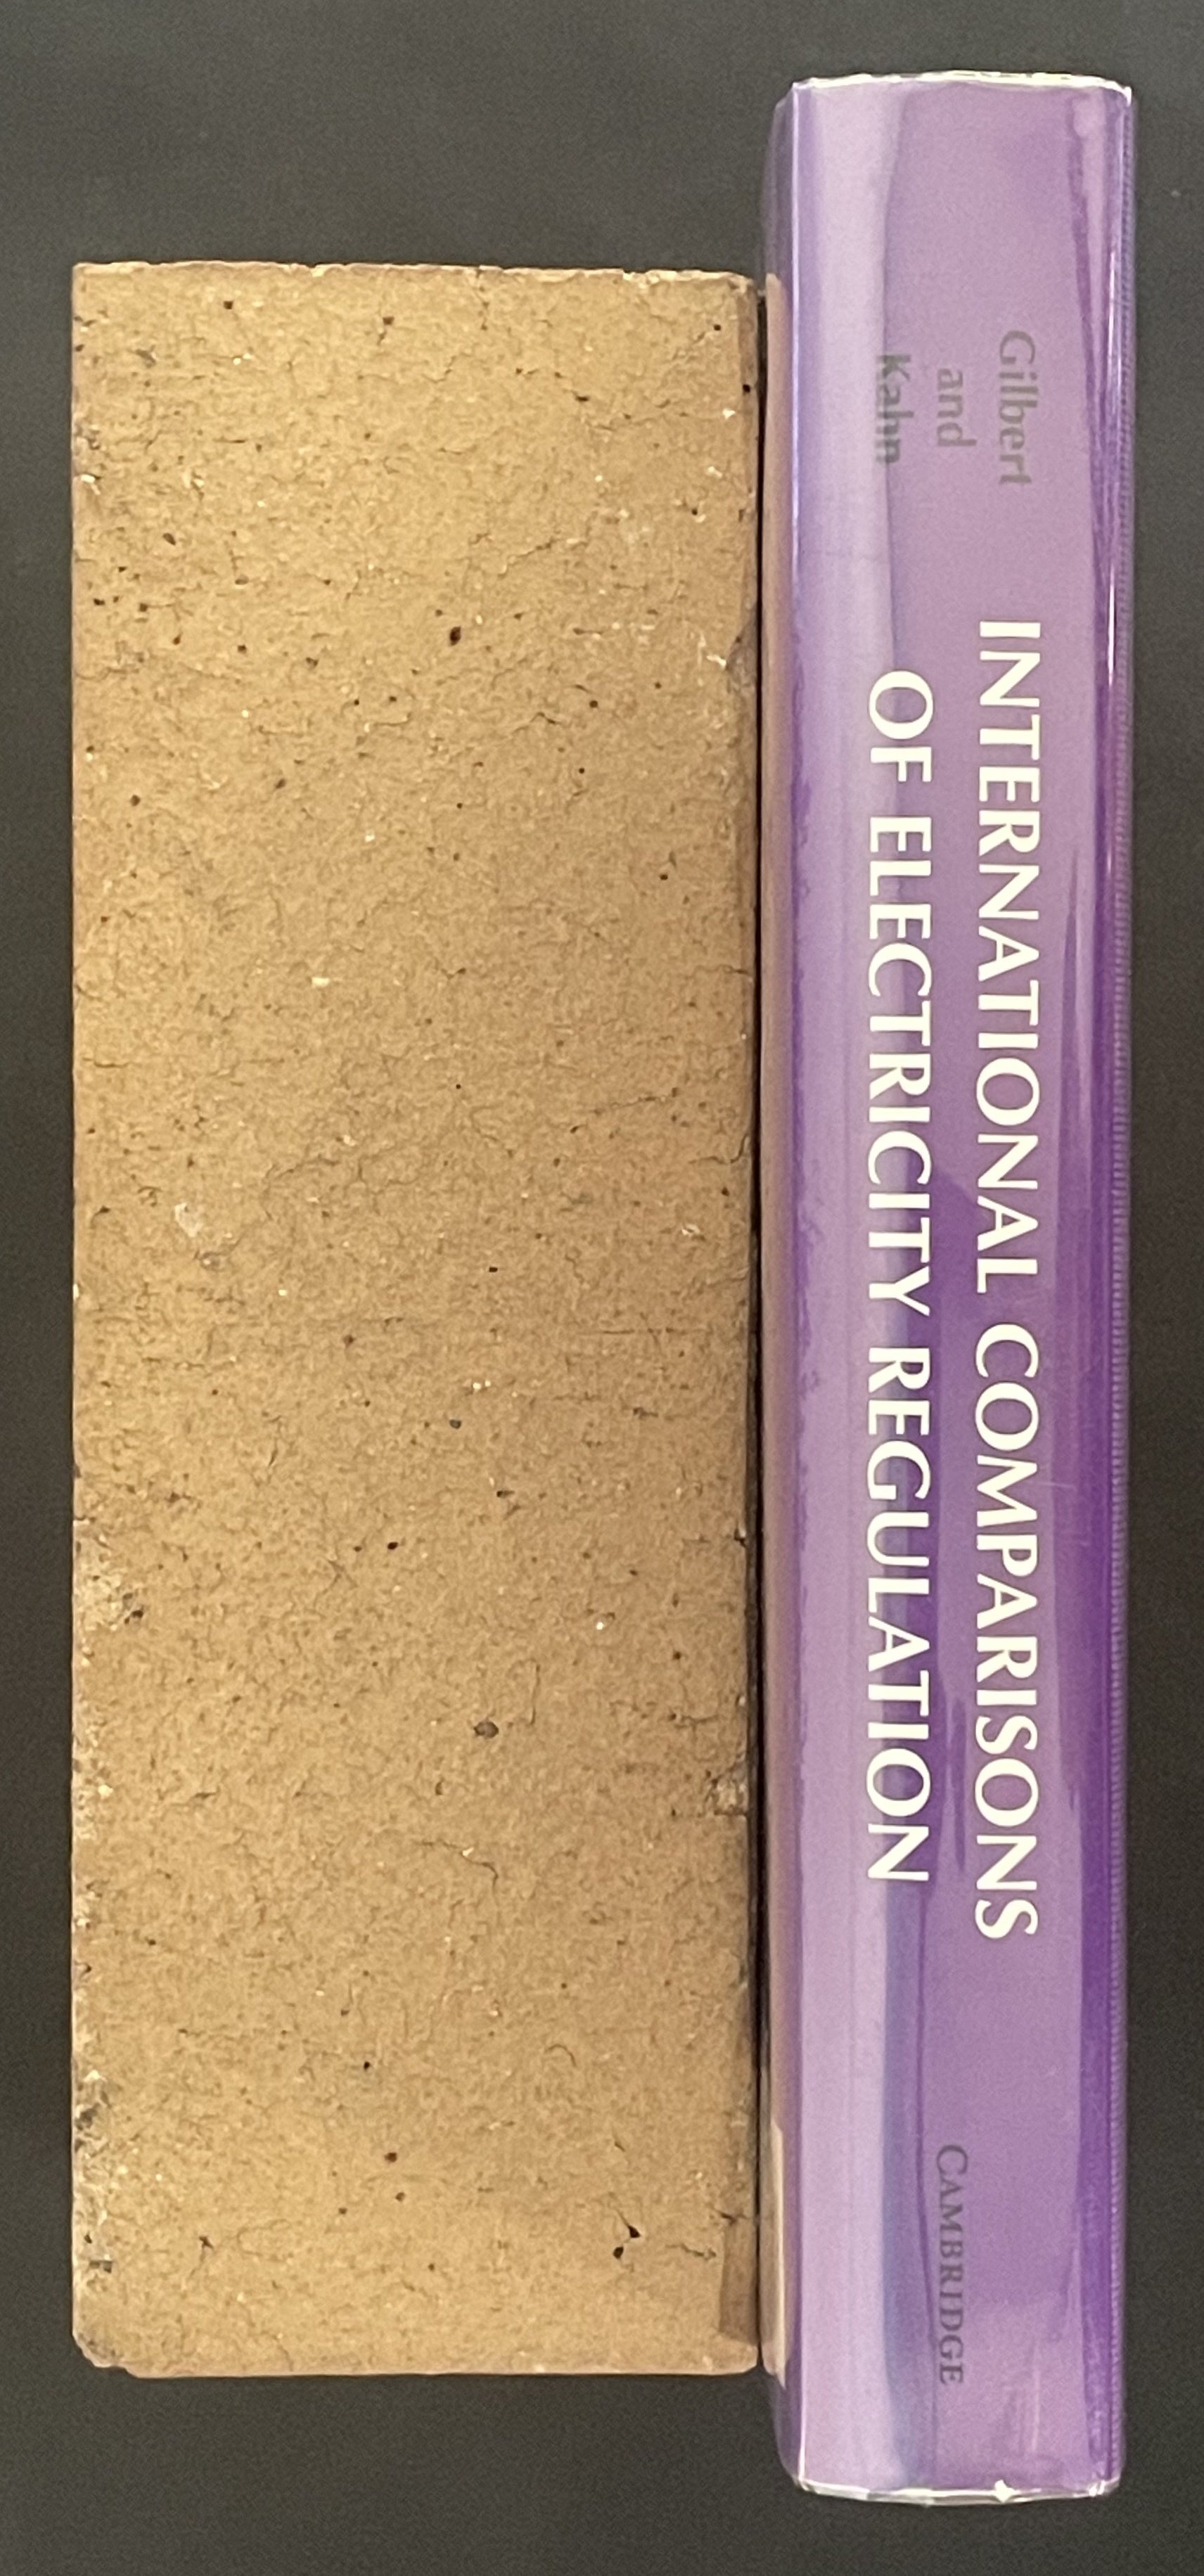 Gilbert
and
Kahn
INTERNATIONAL COMPARISONS
OF ELECTRICITY REGULATION
CAMBRIDGE